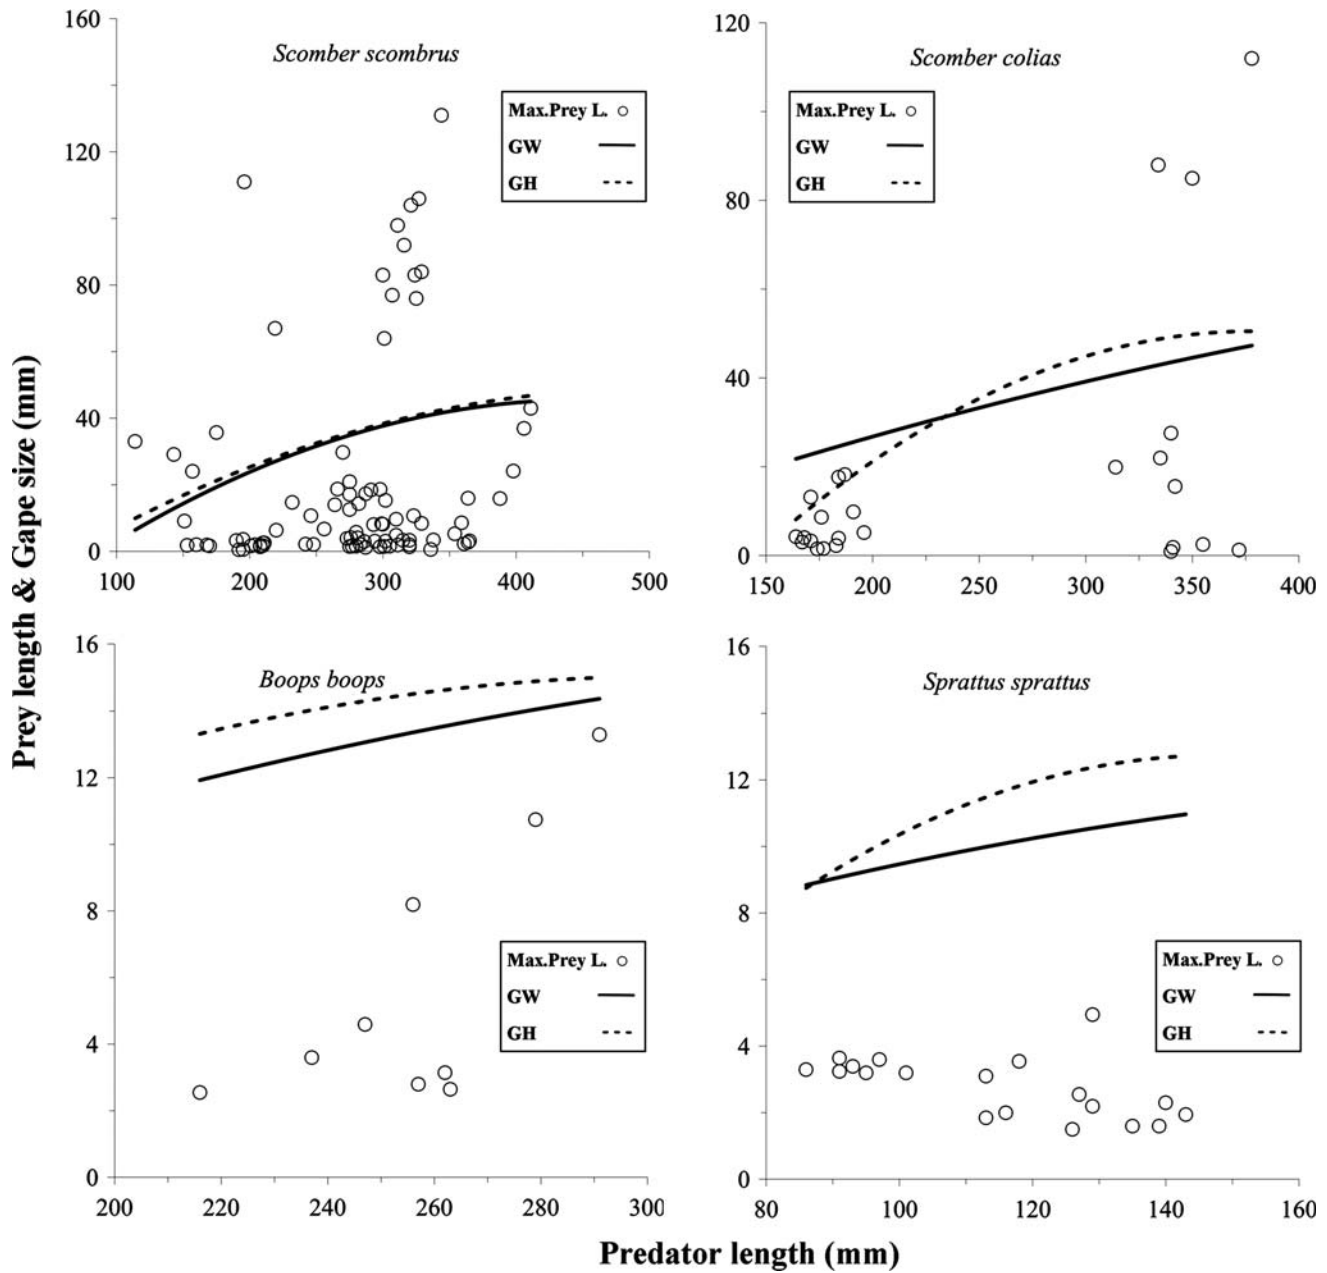 Prey length & Gape size (mm)
Scomber scombrus
160
120
80
40
0
100
200
300
400
500
Max.Prey L.
GW
GH
Scomber colias
120
80
40
0
150
200
250
300
350
400
Max.Prey L.
GW
GH
Boops boops
16
12
8
4
0
200
220
240
260
280
300
Max.Prey L.
GW
GH
Sprattus sprattus
16
12
8
4
0
80
100
120
140
160
Max.Prey L.
GW
GH
Predator length (mm)